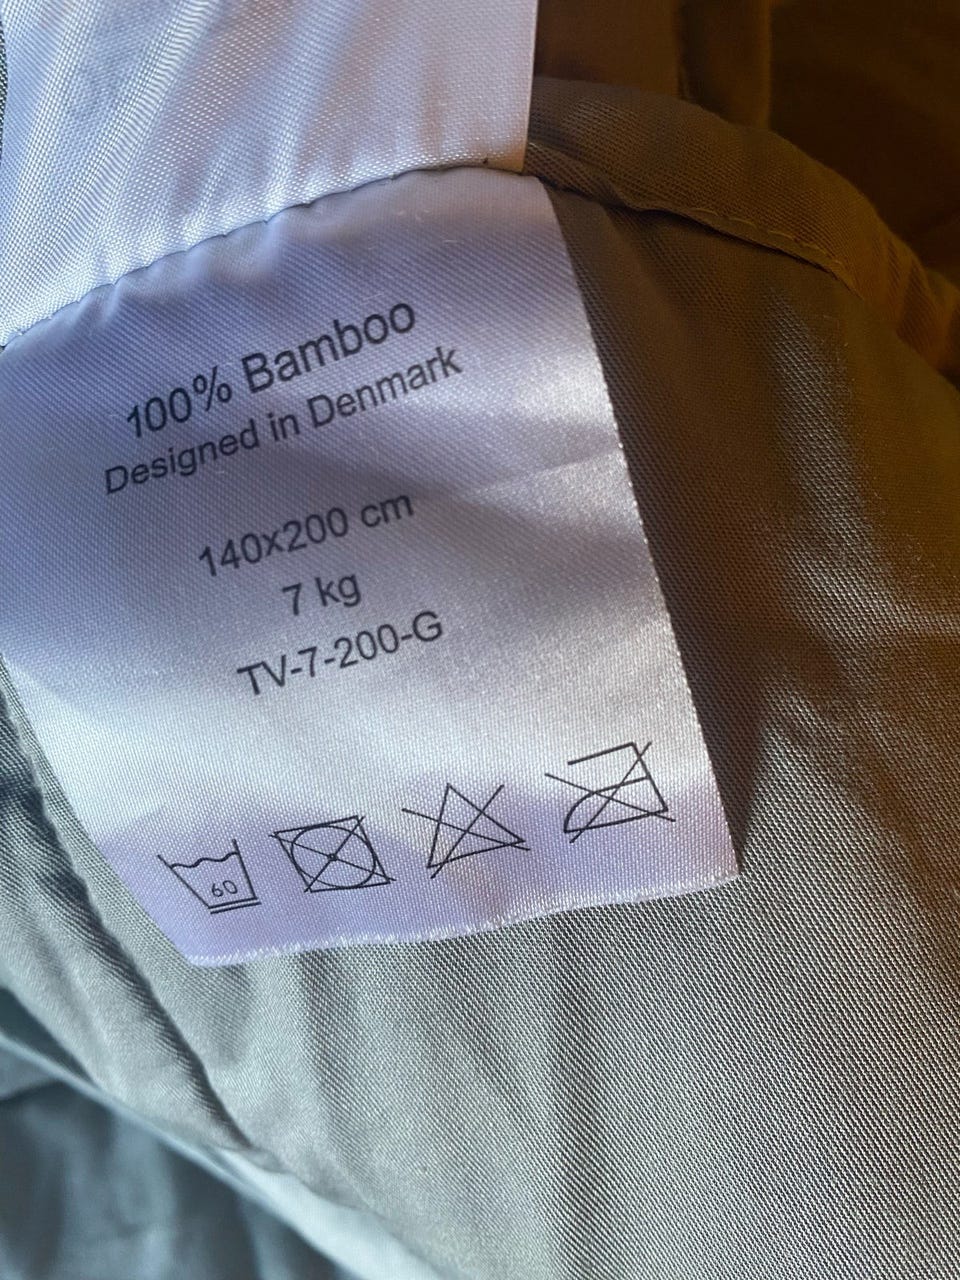 100% Bamboo
Designed in Denmark
140x200 cm
7 kg
TV-7-200-G
60